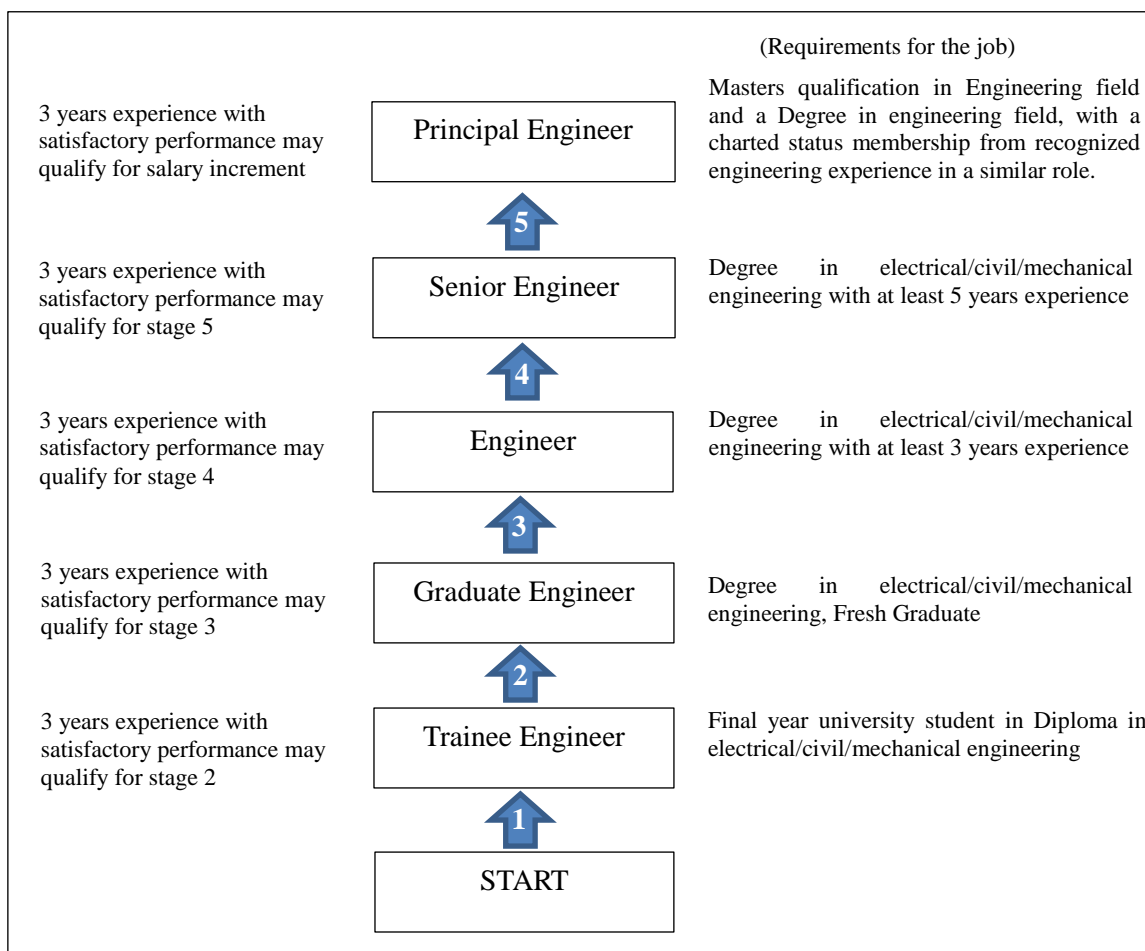 (Requirements for the job)
3 years experience with
satisfactory performance may
qualify for salary increment
Principal Engineer
Masters qualification in Engineering field
and a Degree in engineering field, with a
charted status membership from recognized
engineering experience in a similar role.
5
3 years experience with
satisfactory performance may
qualify for stage 5
Senior Engineer
Degree in electrical/civil/mechanical
engineering with at least 5 years experience
4
3 years experience with
satisfactory performance may
qualify for stage 4
Engineer
Degree in electrical/civil/mechanical
engineering with at least 3 years experience
3
3 years experience with
satisfactory performance may
qualify for stage 3
Graduate Engineer
Degree in electrical/civil/mechanical
engineering, Fresh Graduate
2
3 years experience with
satisfactory performance may
qualify for stage 2
Trainee Engineer
Final year university student in Diploma in
electrical/civil/mechanical engineering
1
START